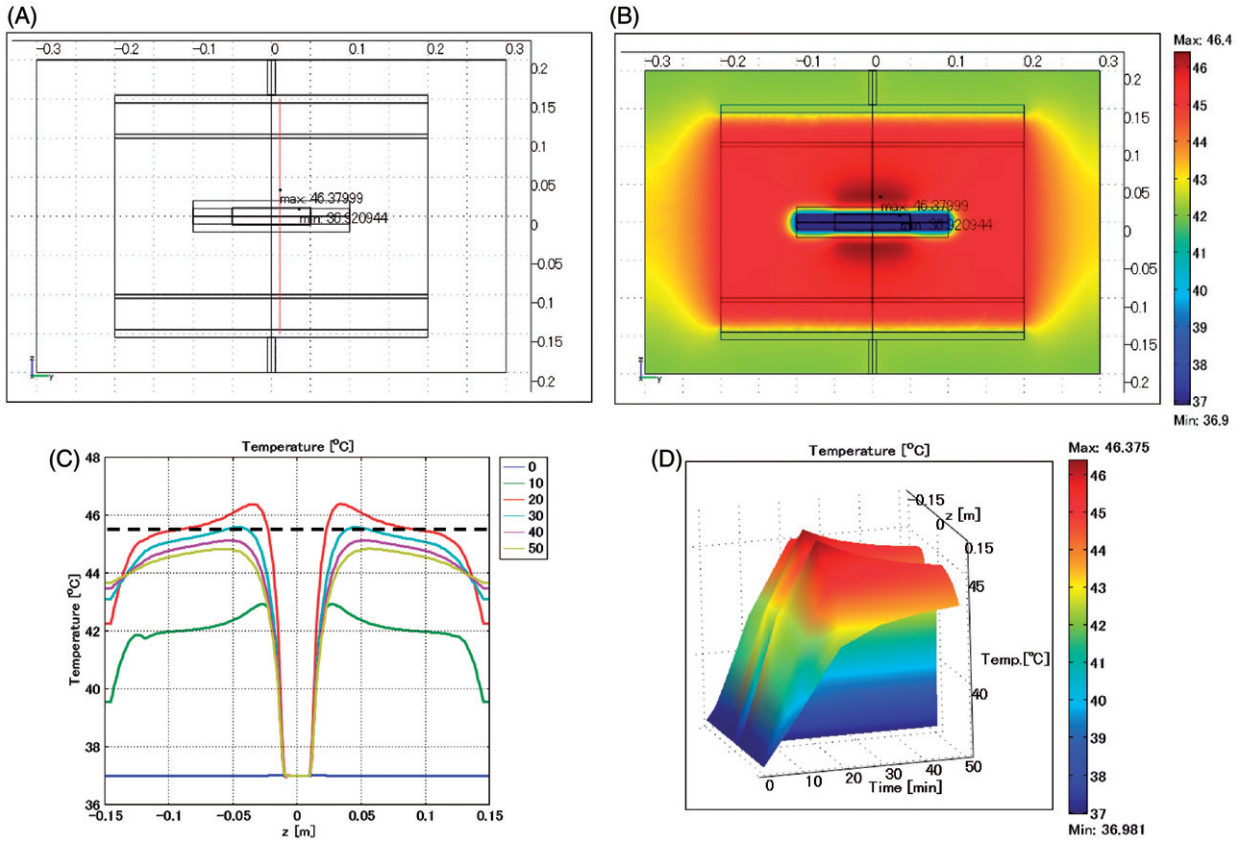 (A)
−0.3 −0.2 −0.1 0 0.1 0.2 0.3
0.2
0.15
0.1
0.05
0
−0.05
−0.1
−0.15
−0.2
max: 46.37999
min: 36.920944
z
x y
(B)
−0.3 −0.2 −0.1 0 0.1 0.2 0.3
0.2
0.15
0.1
0.05
0
−0.05
−0.1
−0.15
−0.2
max: 46.37999
min: 36.920944
z
x y
Max: 46.4
46
45
44
43
42
41
40
39
38
37
Min: 36.9
(C)
Temperature [°C]
48
46
44
42
40
38
36
Temperature [°C]
−0.15 −0.1 −0.05 0 0.05 0.1 0.15
z [m]
0
10
20
30
40
50
(D)
Temperature [°C]
−0.15
z [m]
0
0.15
45
Temp.[°C]
40
0 10 20 30 40 50
Time [min]
Max: 46.375
46
45
44
43
42
41
40
39
38
37
Min: 36.981